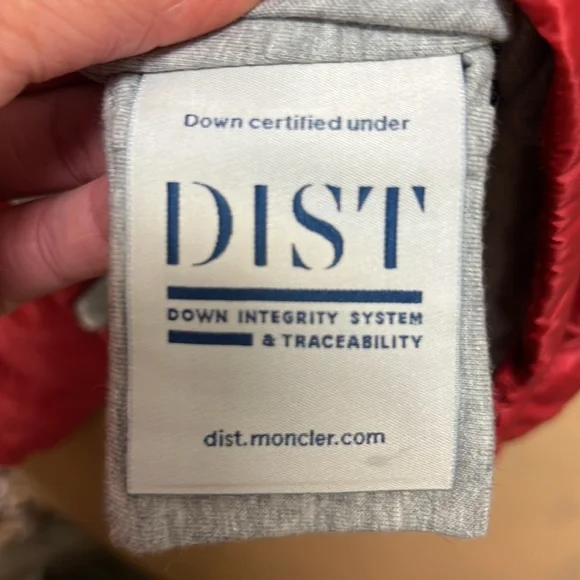 Down certified under
DIST
DOWN INTEGRITY SYSTEM
& TRACEABILITY
dist.moncler.com